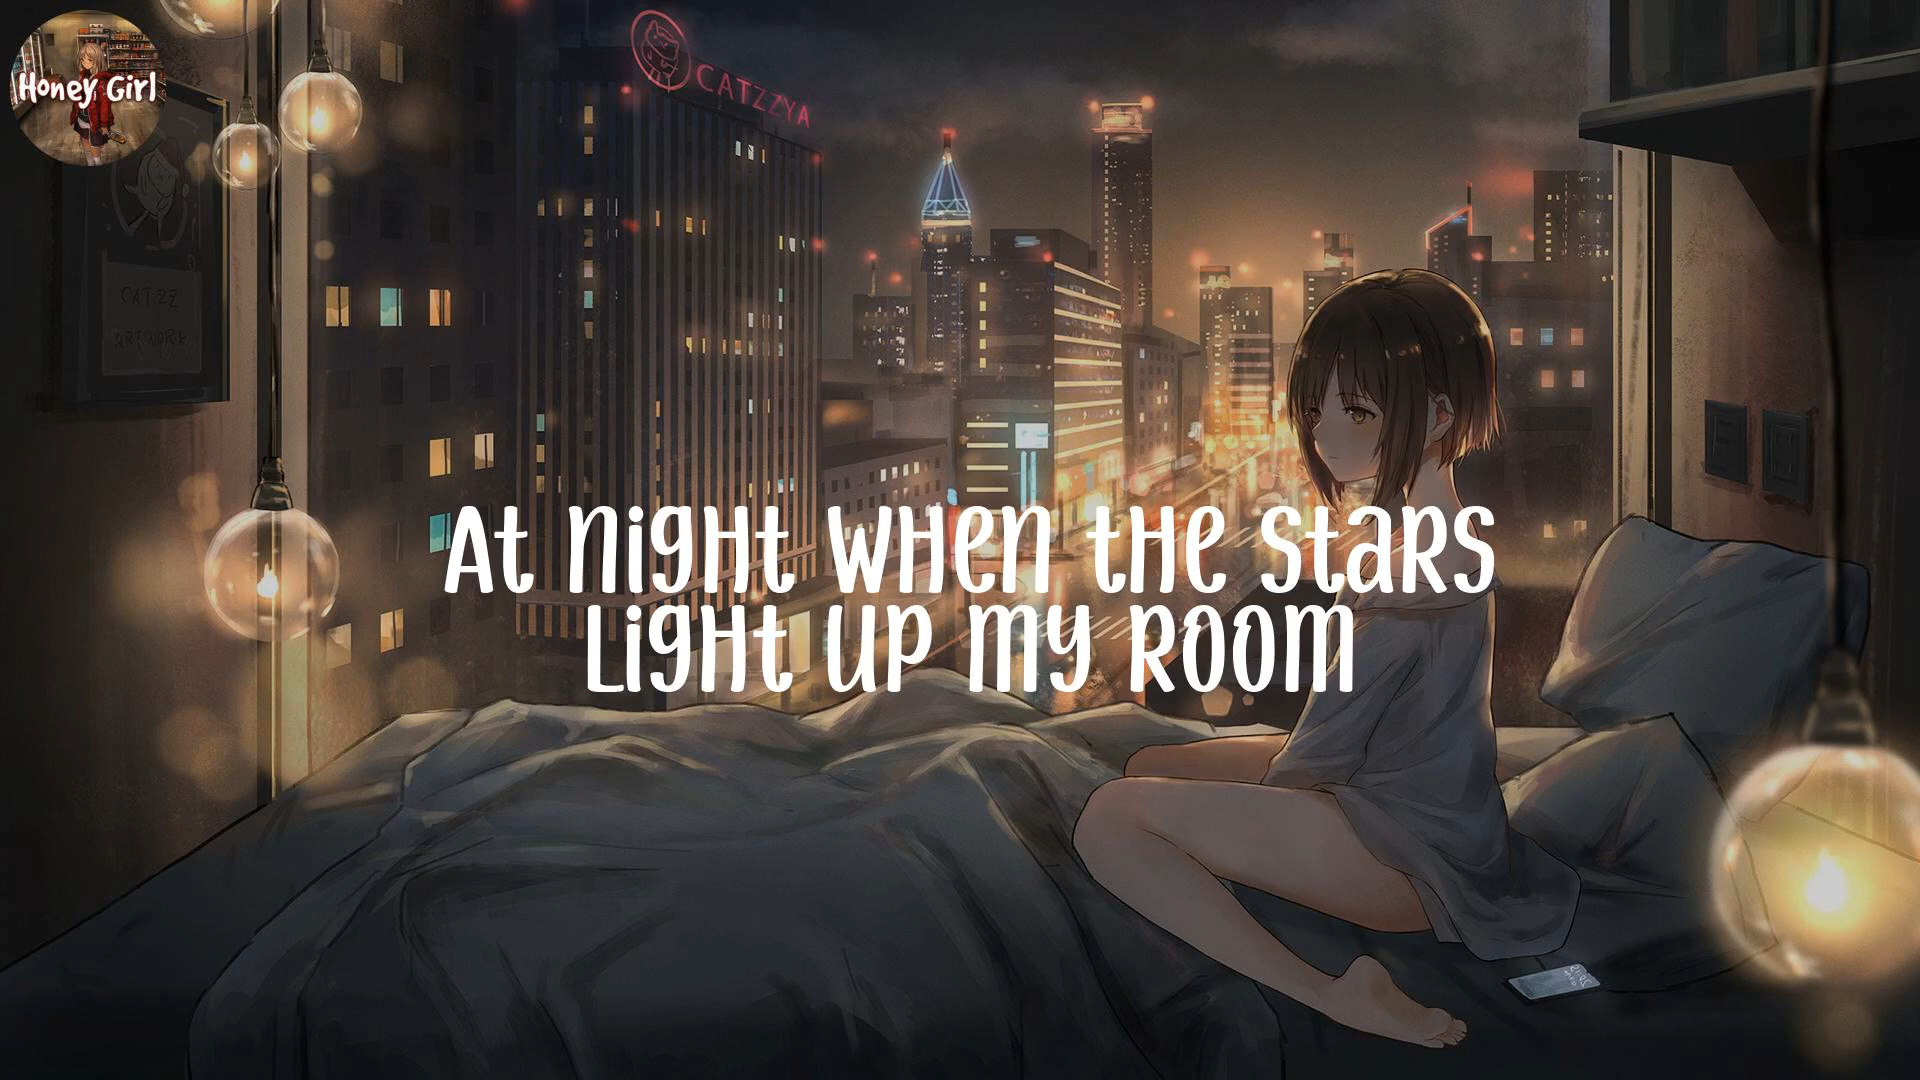 Honey Girl
CATZZYA
CATZZ
ARTWORK
At night when the stars
Light up my room